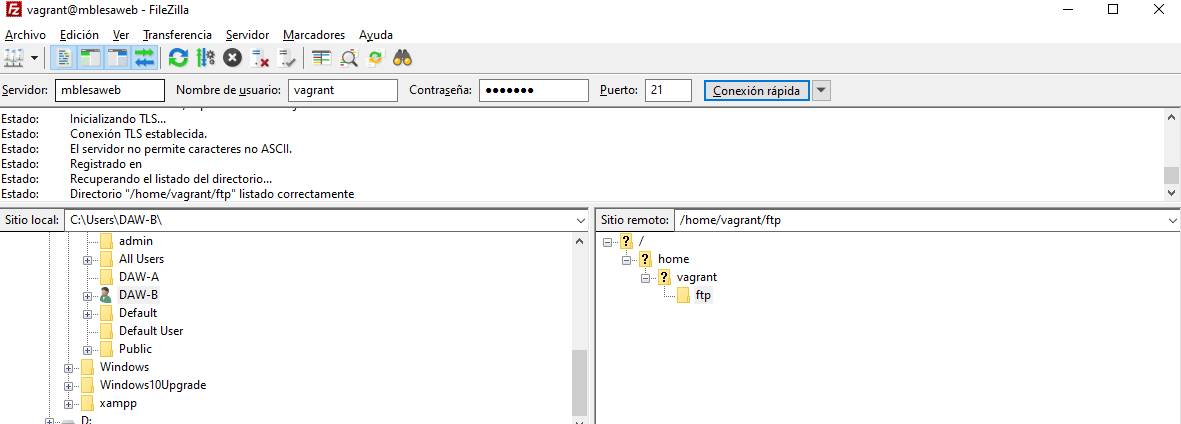 vagrant@mblesaweb - FileZilla
Archivo Edición Ver Transferencia Servidor Marcadores Ayuda
Servidor: mblesaweb Nombre de usuario: vagrant Contraseña: ●●●●●●● Puerto: 21 Conexión rápida
Estado: Inicializando TLS...
Estado: Conexión TLS establecida.
Estado: El servidor no permite caracteres no ASCII.
Estado: Registrado en
Estado: Recuperando el listado del directorio...
Estado: Directorio "/home/vagrant/ftp" listado correctamente
Sitio local: C:\Users\DAW-B\
admin
All Users
DAW-A
DAW-B
Default
Default User
Public
Windows
Windows10Upgrade
xampp
D:
Sitio remoto: /home/vagrant/ftp
/
home
vagrant
ftp